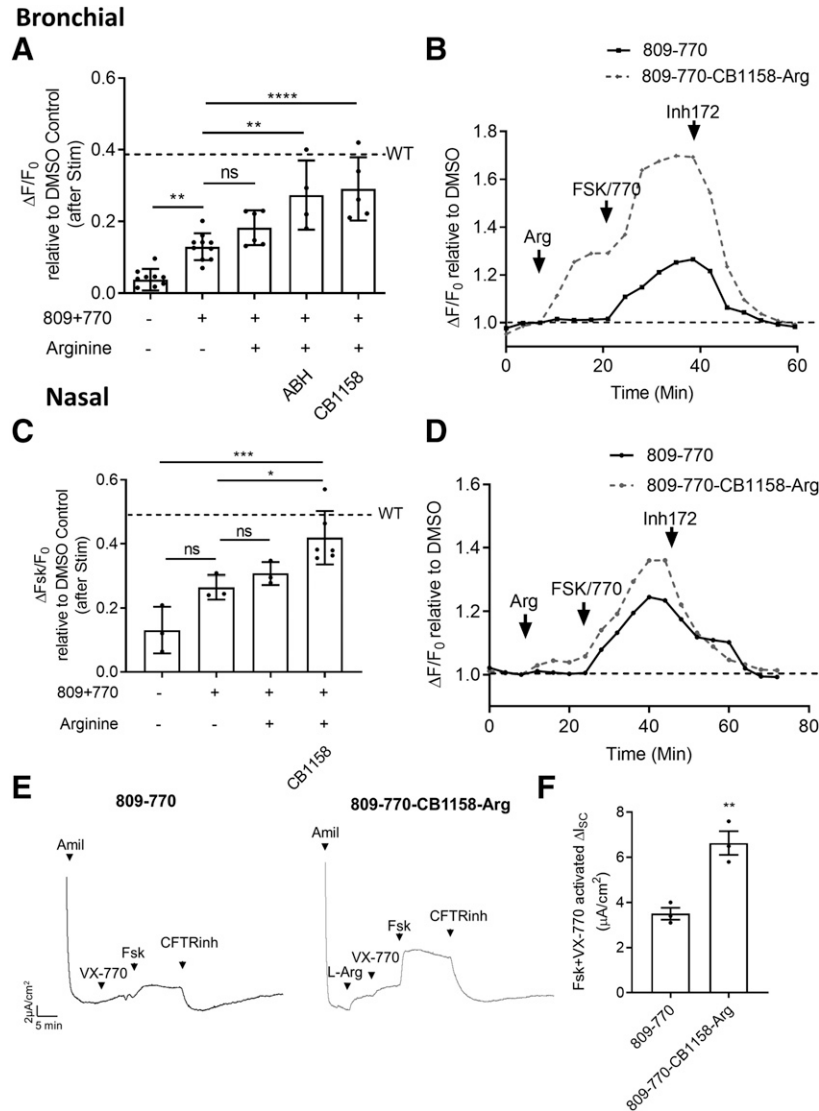 Bronchial
A
ΔF/F0
relative to DMSO Control
(after Stim)
0.6
0.4
0.2
0.0
****
**
ns
**
WT
809+770 - + + + +
Arginine - - + + +
ABH
CB1158
B
809-770
809-770-CB1158-Arg
ΔF/F0 relative to DMSO
1.8
1.6
1.4
1.2
1.0
Arg
FSK/770
Inh172
0 20 40 60
Time (Min)
Nasal
C
ΔFsk/F0
relative to DMSO Control
(after Stim)
0.6
0.4
0.2
0.0
***
*
ns
ns
WT
809+770 - + + +
Arginine - - + +
CB1158
D
809-770
809-770-CB1158-Arg
ΔF/F0 relative to DMSO
1.6
1.4
1.2
1.0
Arg
FSK/770
Inh172
0 20 40 60 80
Time (Min)
E
809-770
Amil
VX-770
Fsk
CFTRinh
2μA/cm²
5 min
809-770-CB1158-Arg
Amil
L-Arg
VX-770
Fsk
CFTRinh
F
Fsk+VX-770 activated ΔISC
(μA/cm²)
8
6
4
2
0
**
809-770
809-770-CB1158-Arg